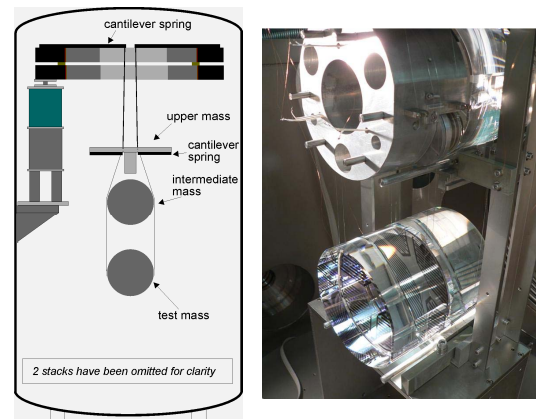 cantilever spring
upper mass
cantilever
spring
intermediate
mass
test mass
2 stacks have been omitted for clarity